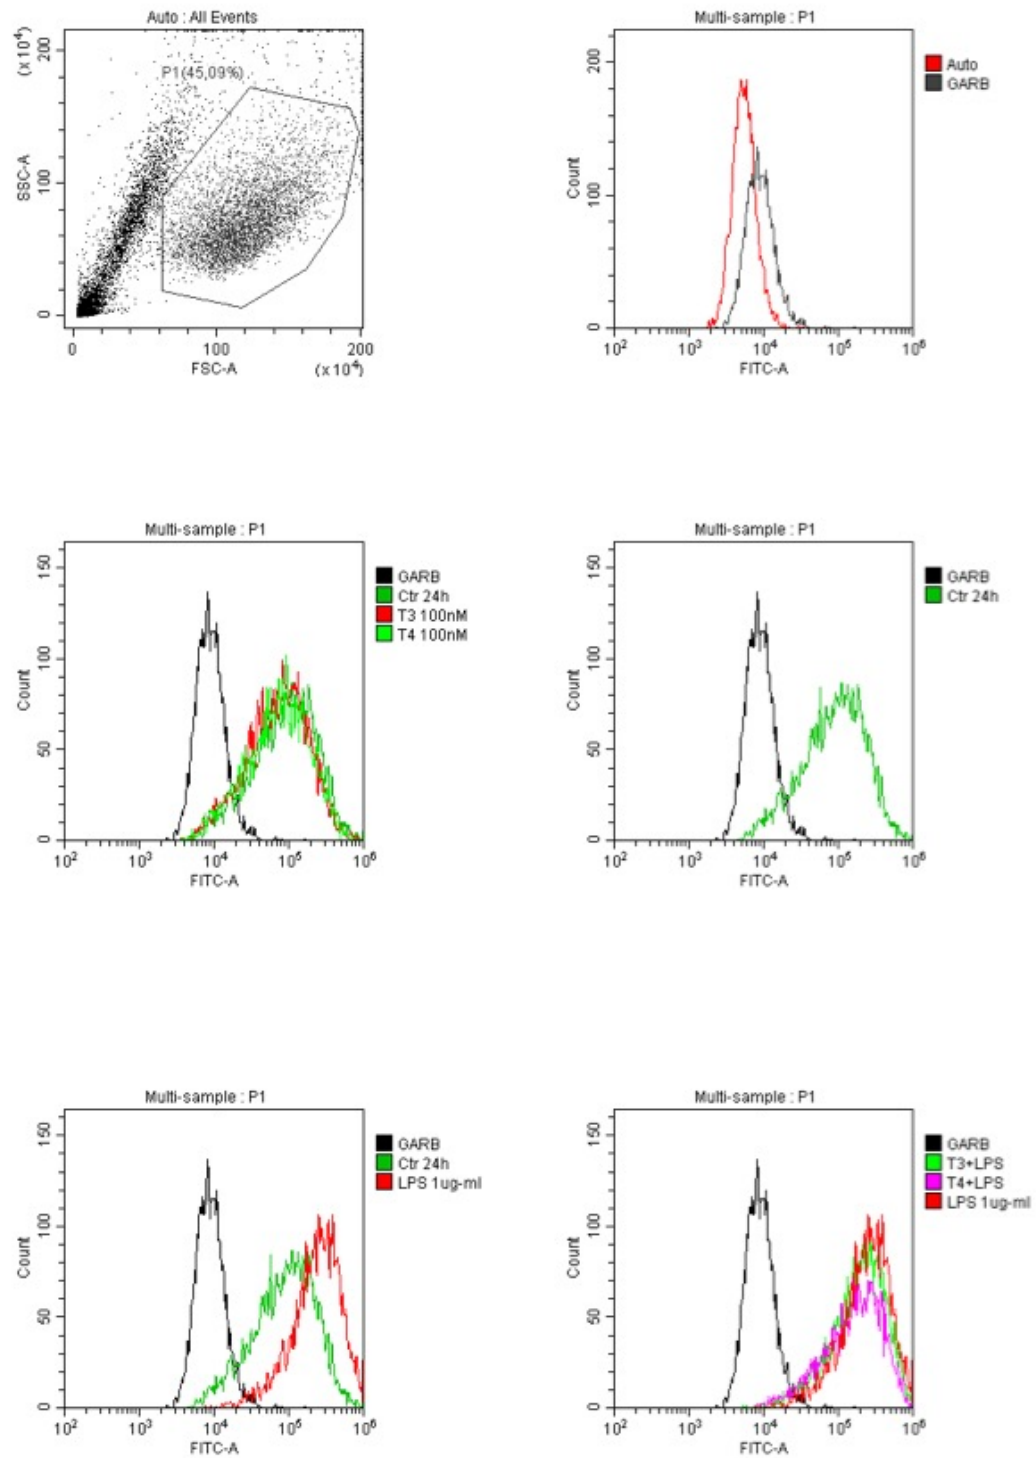 Auto : All Events
(x10⁴)
SSC-A
200
100
0
P1(45,09%)
0 100 200
FSC-A
(x10⁴)
Multi-sample : P1
Count
200
100
0
10² 10³ 10⁴ 10⁵ 10⁶
FITC-A
Auto
GARB
Multi-sample : P1
Count
150
100
50
0
10² 10³ 10⁴ 10⁵ 10⁶
FITC-A
GARB
Ctr 24h
T3 100nM
T4 100nM
Multi-sample : P1
Count
150
100
50
0
10² 10³ 10⁴ 10⁵ 10⁶
FITC-A
GARB
Ctr 24h
Multi-sample : P1
Count
150
100
50
0
10² 10³ 10⁴ 10⁵ 10⁶
FITC-A
GARB
Ctr 24h
LPS 1ug-ml
Multi-sample : P1
Count
150
100
50
0
10² 10³ 10⁴ 10⁵ 10⁶
FITC-A
GARB
T3+LPS
T4+LPS
LPS 1ug-ml